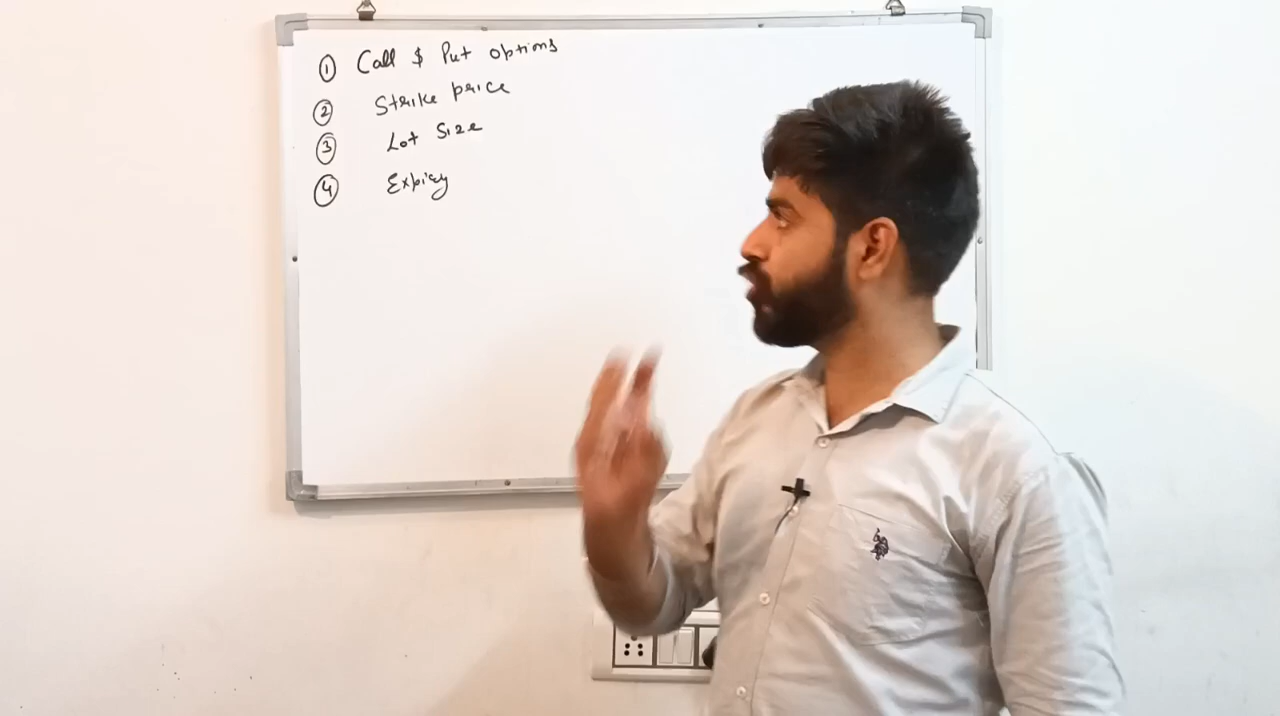 ① Call $ Put options
② Strike price
③ Lot Size
④ Expiry